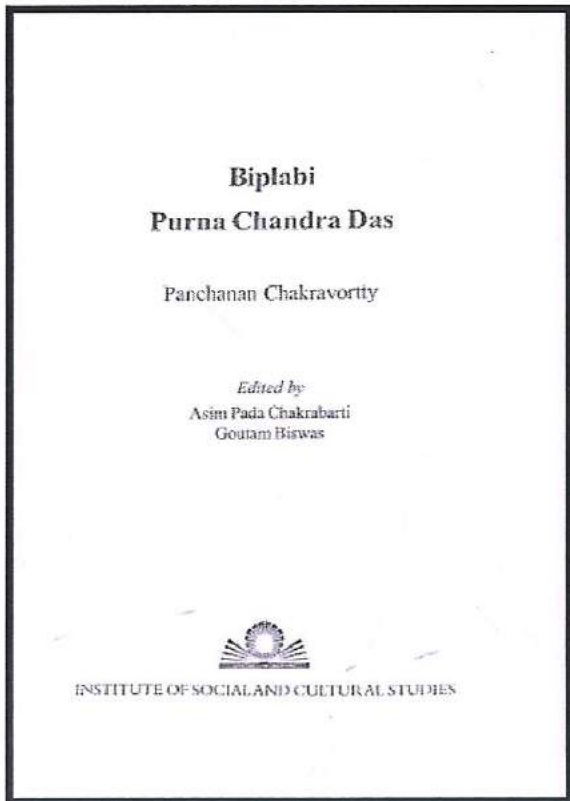 Biplabi
Purna Chandra Das
Panchanan Chakravortty
Edited by
Asim Pada Chakrabarti
Goutam Biswas
INSTITUTE OF SOCIAL AND CULTURAL STUDIES